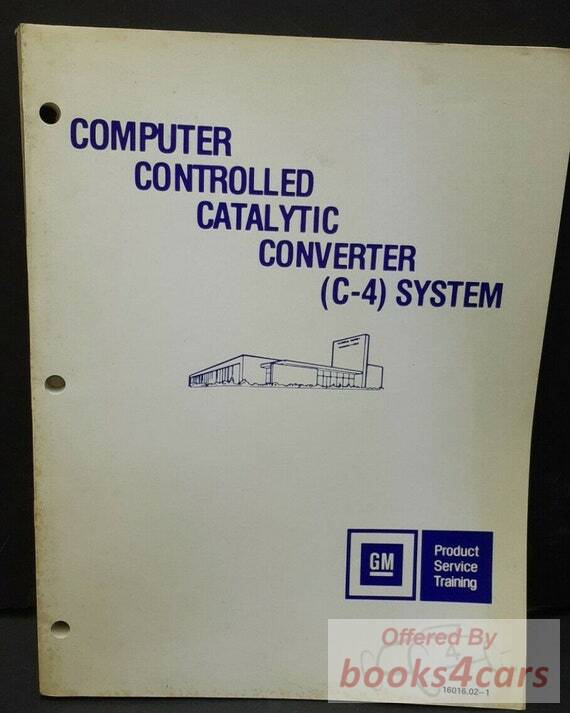 COMPUTER
CONTROLLED
CATALYTIC
CONVERTER
(C-4) SYSTEM
GM
Product
Service
Training
Offered By
books4cars
16016.02-1